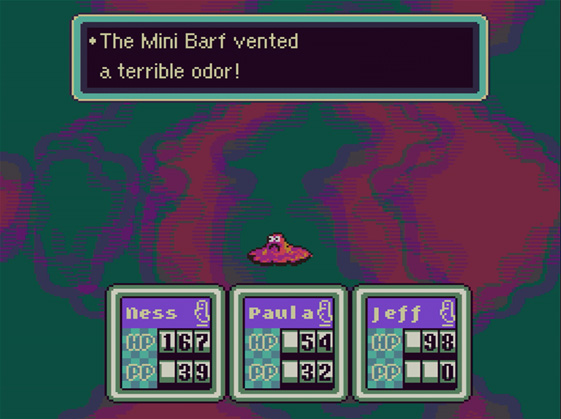 •The Mini Barf vented
a terrible odor!
Ness Paula Jeff
HP 167 HP 54 HP 98
PP 39 PP 32 PP 0